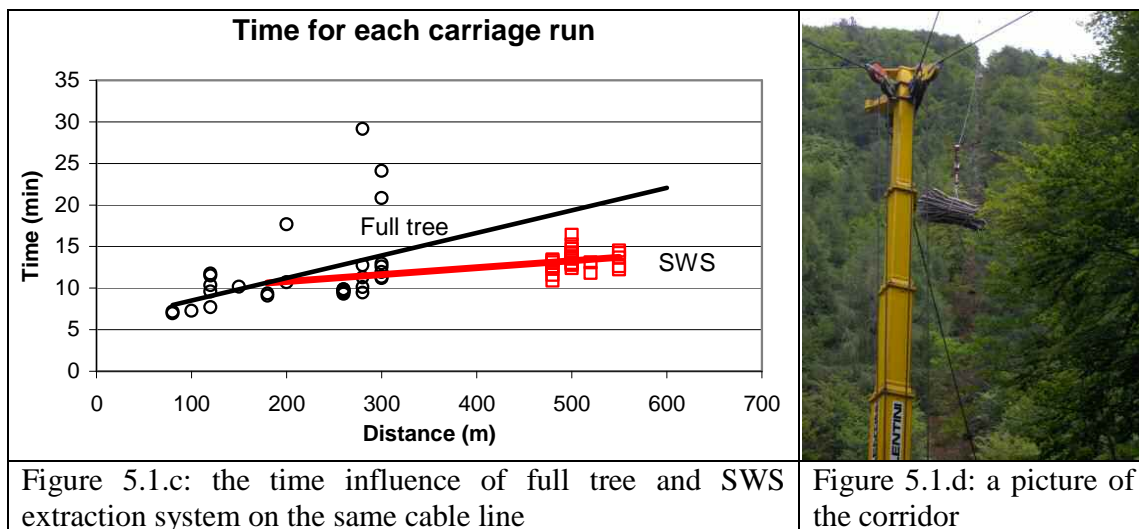 Time for each carriage run
35
30
25
20
15
10
5
0
Time (min)
Full tree
SWS
0 100 200 300 400 500 600 700
Distance (m)
LENTINI
Figure 5.1.c: the time influence of full tree and SWS
extraction system on the same cable line
Figure 5.1.d: a picture of
the corridor